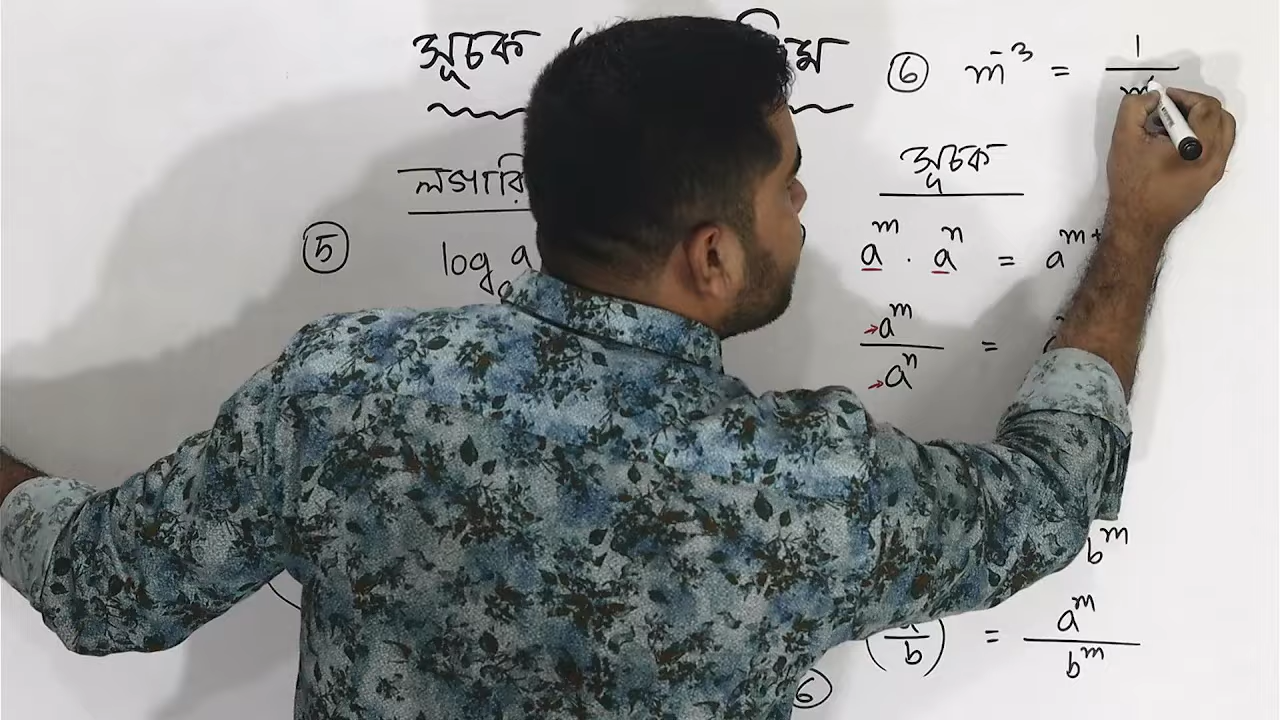 সূচক
⑥ m⁻³ = 1/m
লগারি
সূচক
⑤ log a
aᵐ · aⁿ = aᵐ⁺
aᵐ/aⁿ =
bᵐ
(a/b) = aᵐ/bᵐ
⑥